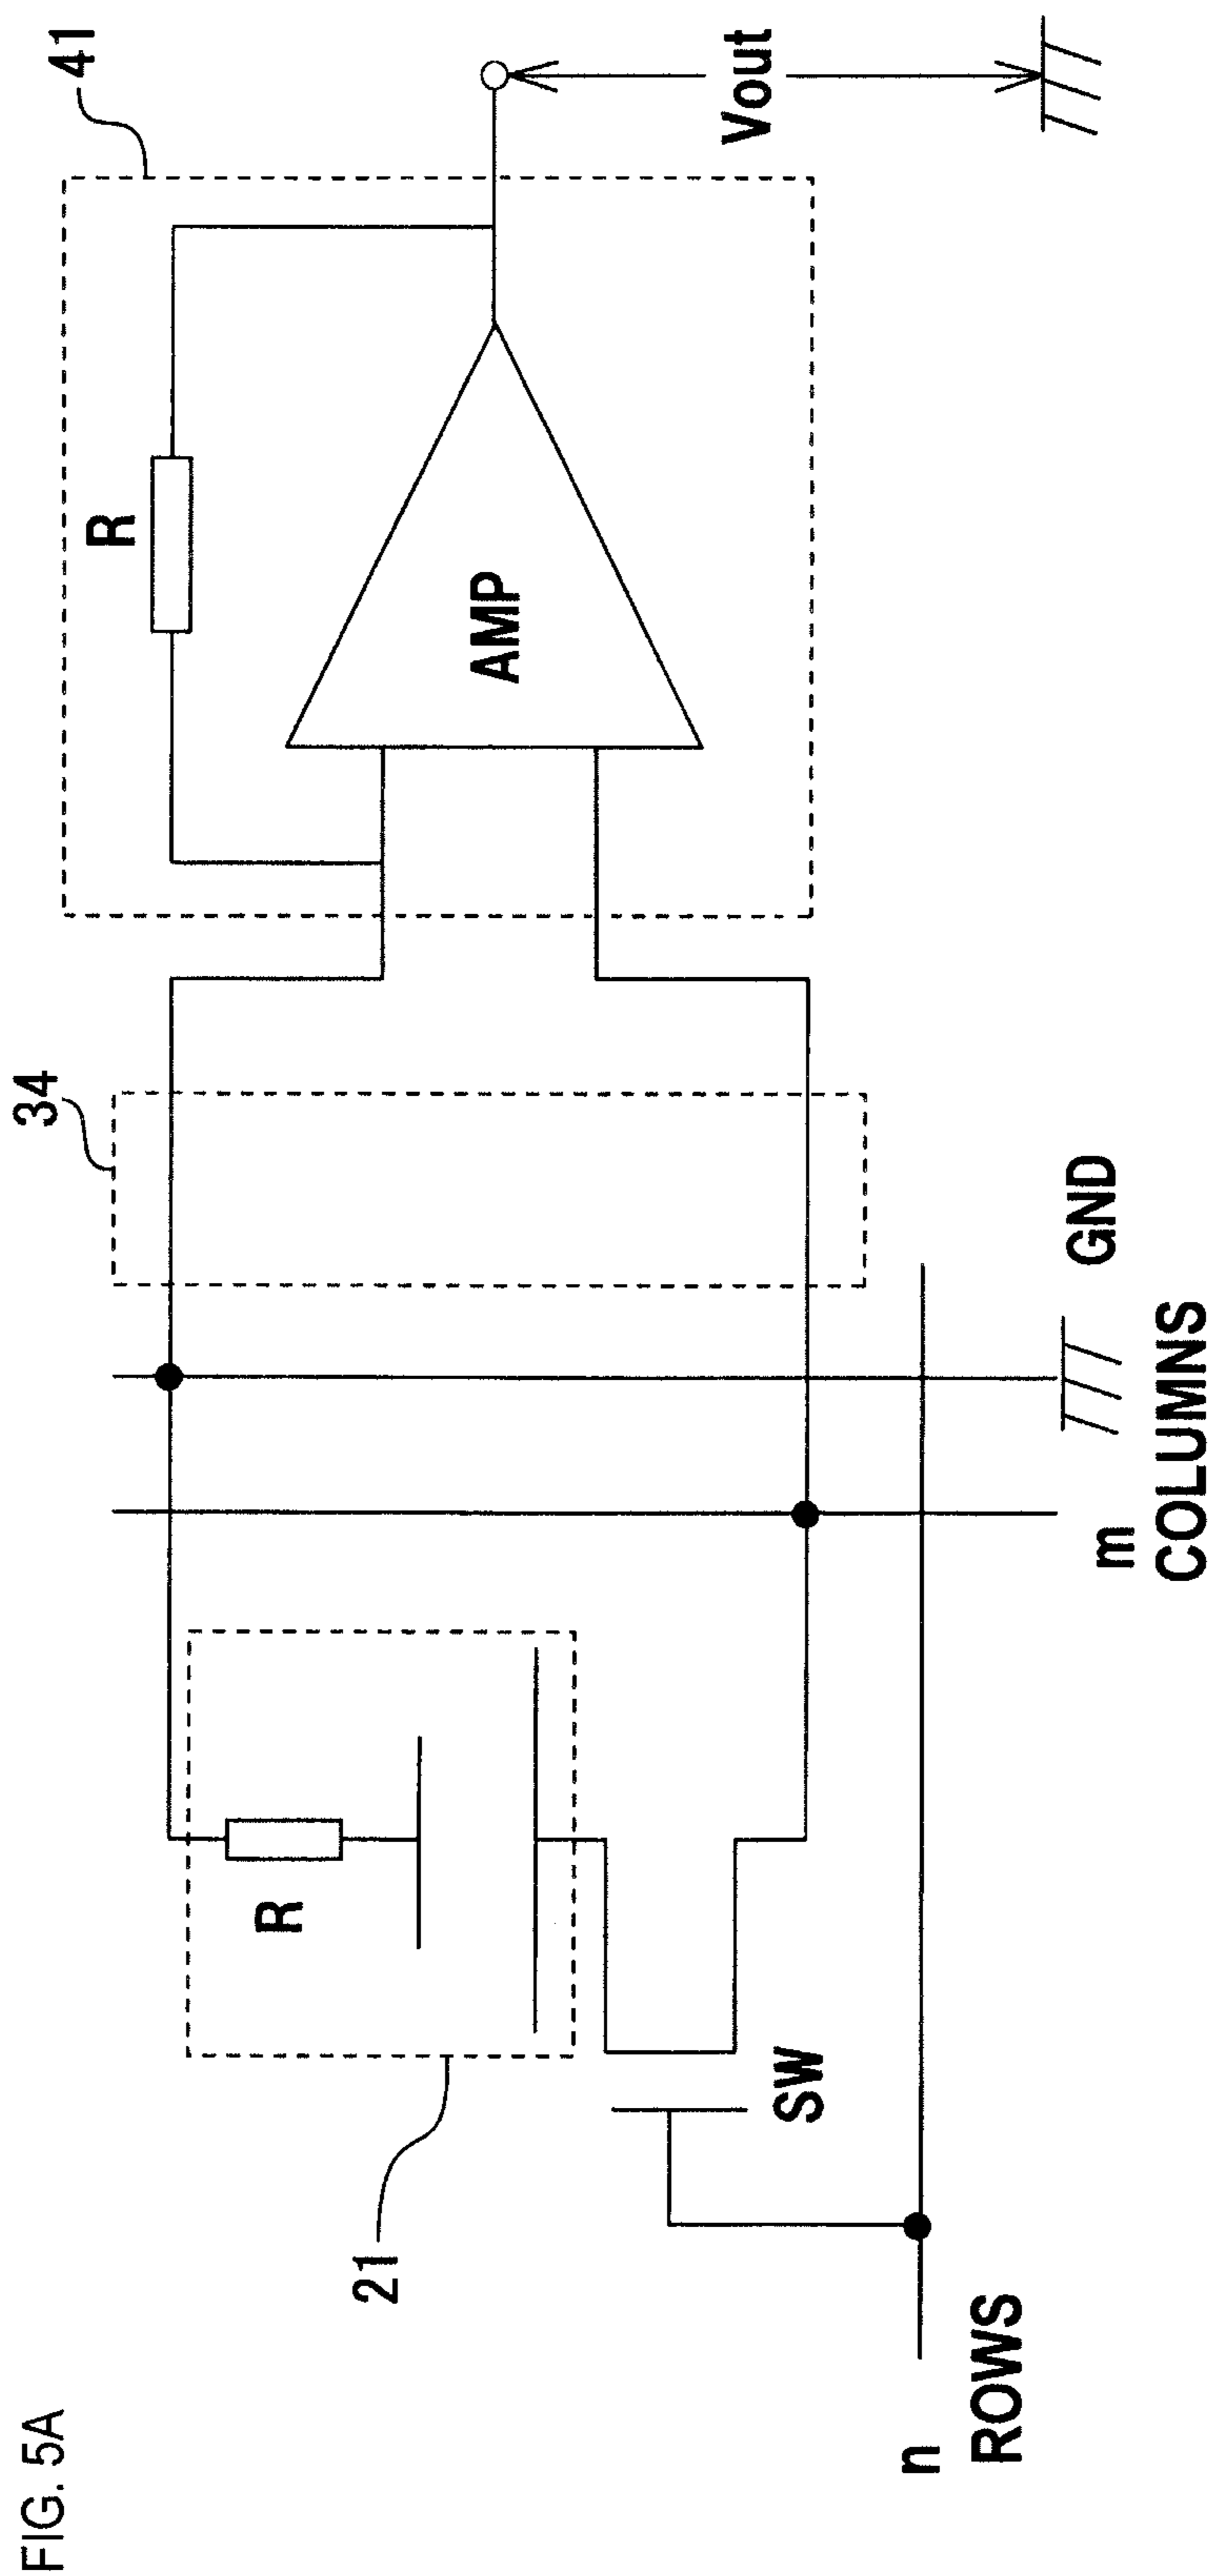 FIG. 5A
41
R
AMP
Vout
34
GND
m
COLUMNS
R
21
SW
n
ROWS